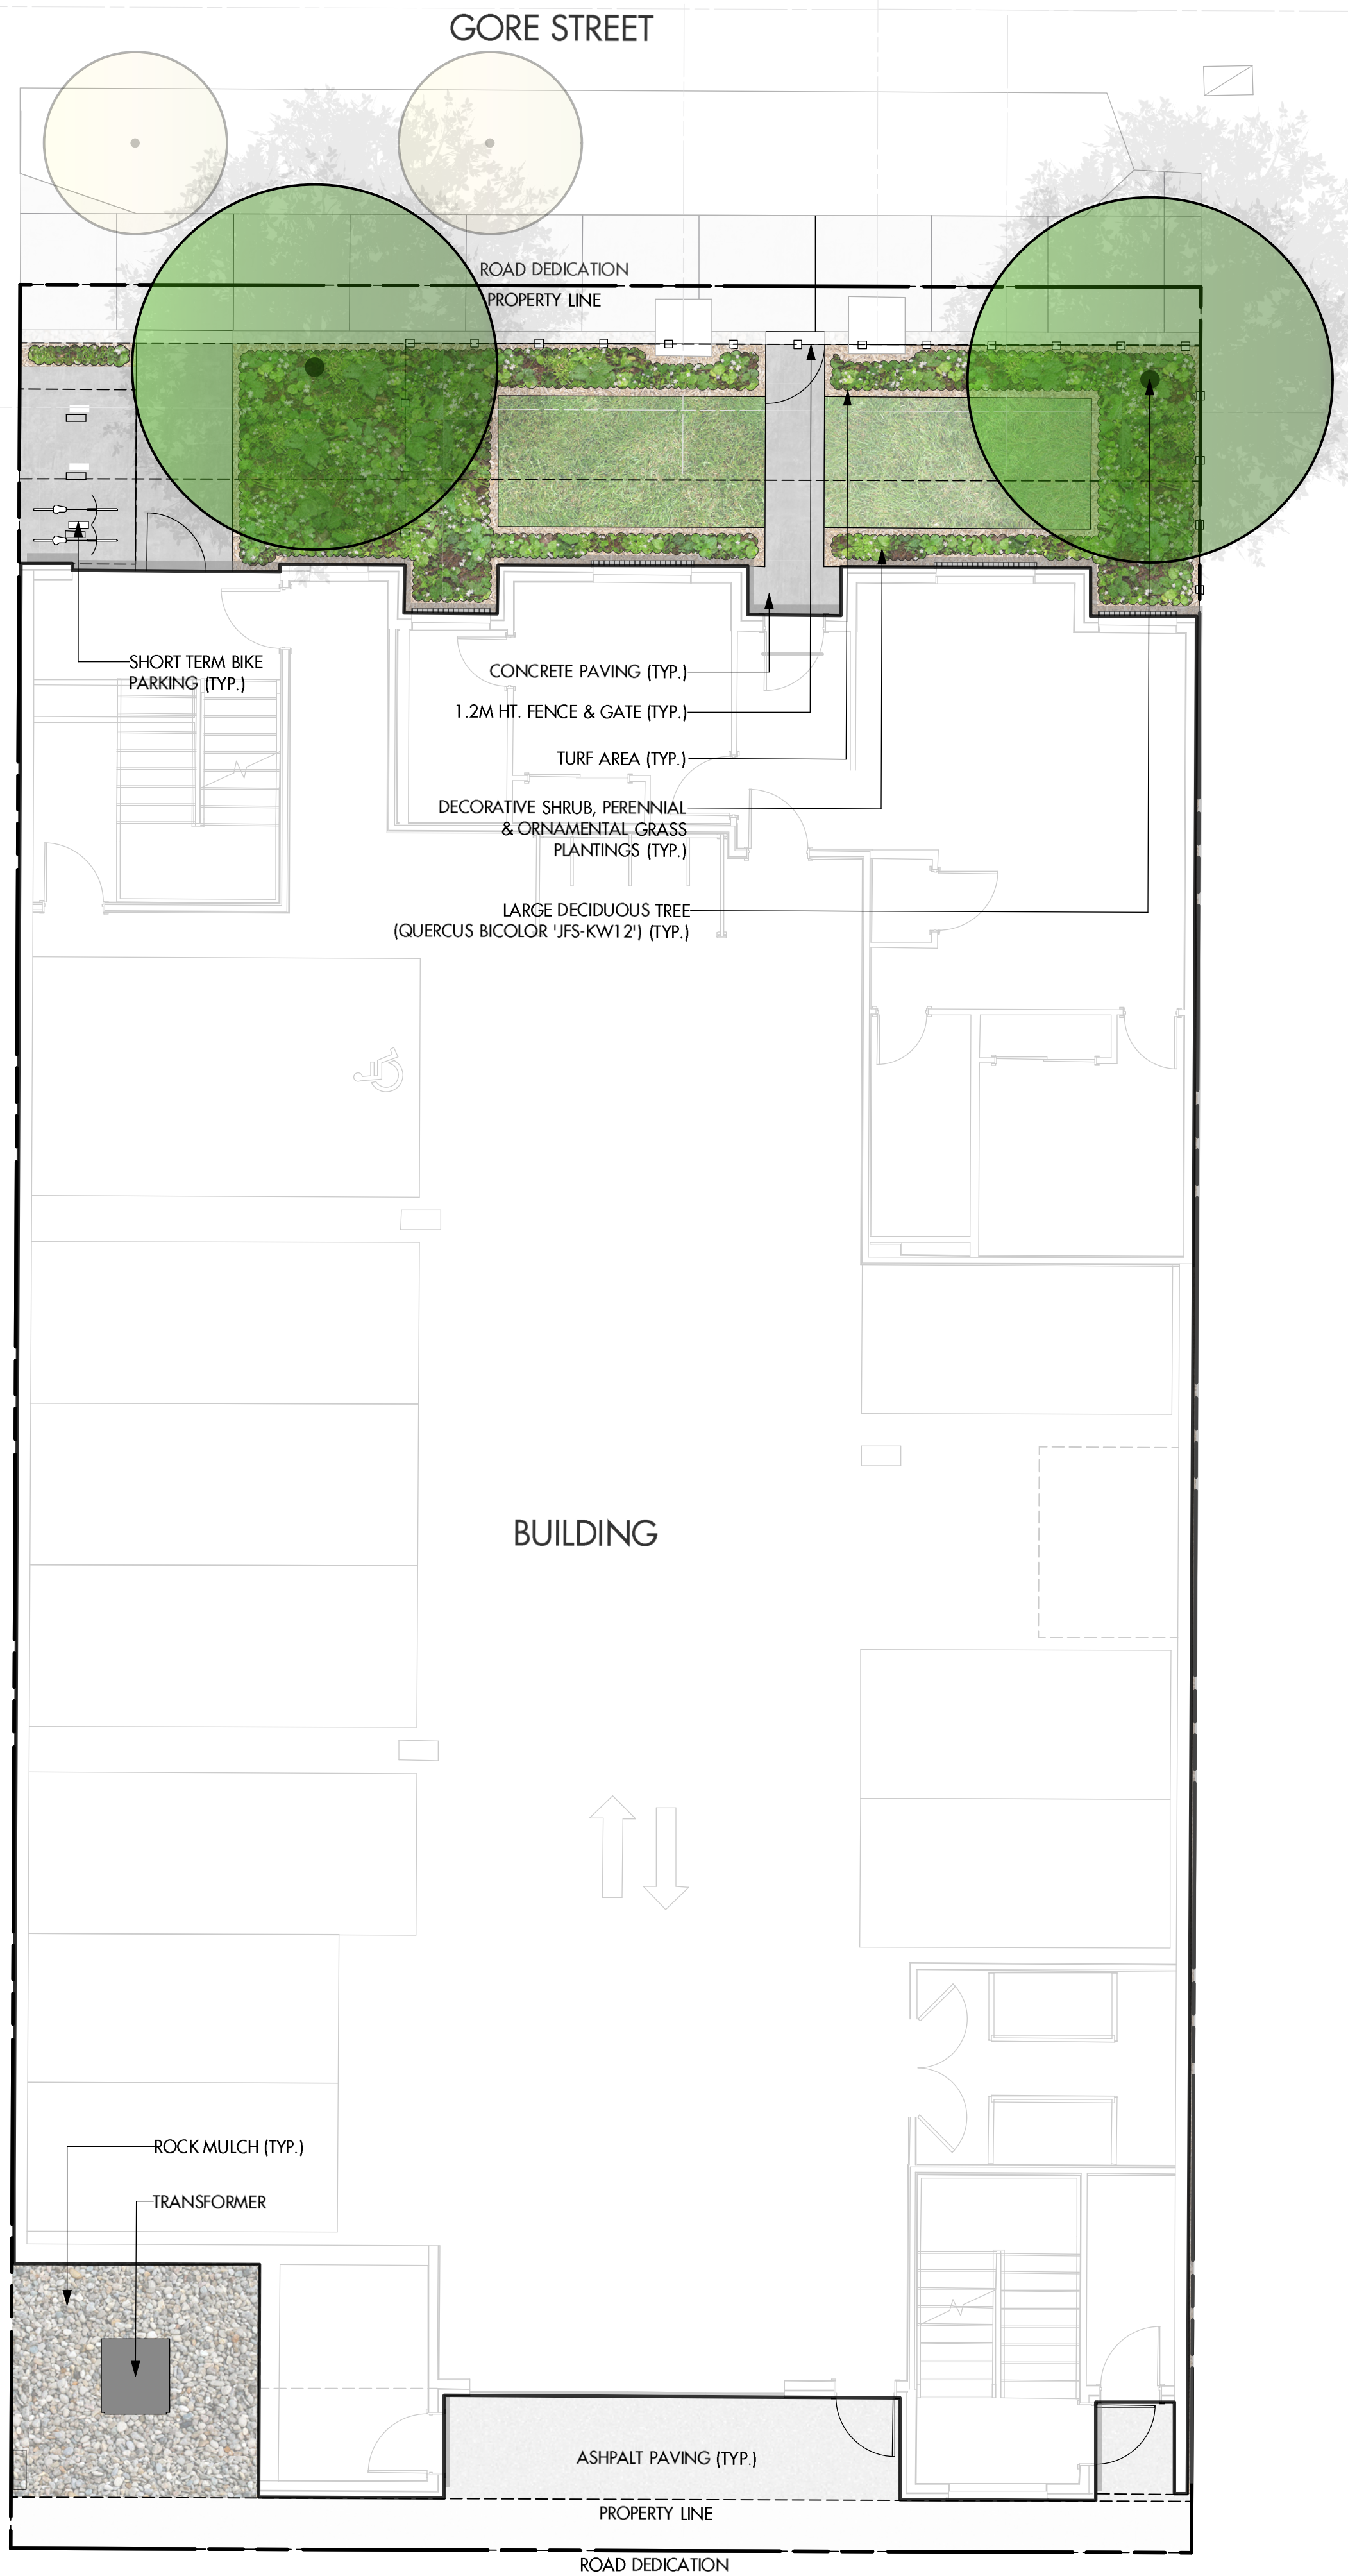 GORE STREET
ROAD DEDICATION
PROPERTY LINE
SHORT TERM BIKE
PARKING (TYP.)
CONCRETE PAVING (TYP.)
1.2M HT. FENCE & GATE (TYP.)
TURF AREA (TYP.)
DECORATIVE SHRUB, PERENNIAL
& ORNAMENTAL GRASS
PLANTINGS (TYP.)
LARGE DECIDUOUS TREE
(QUERCUS BICOLOR 'JFS-KW12') (TYP.)
BUILDING
ROCK MULCH (TYP.)
TRANSFORMER
ASHPALT PAVING (TYP.)
PROPERTY LINE
ROAD DEDICATION